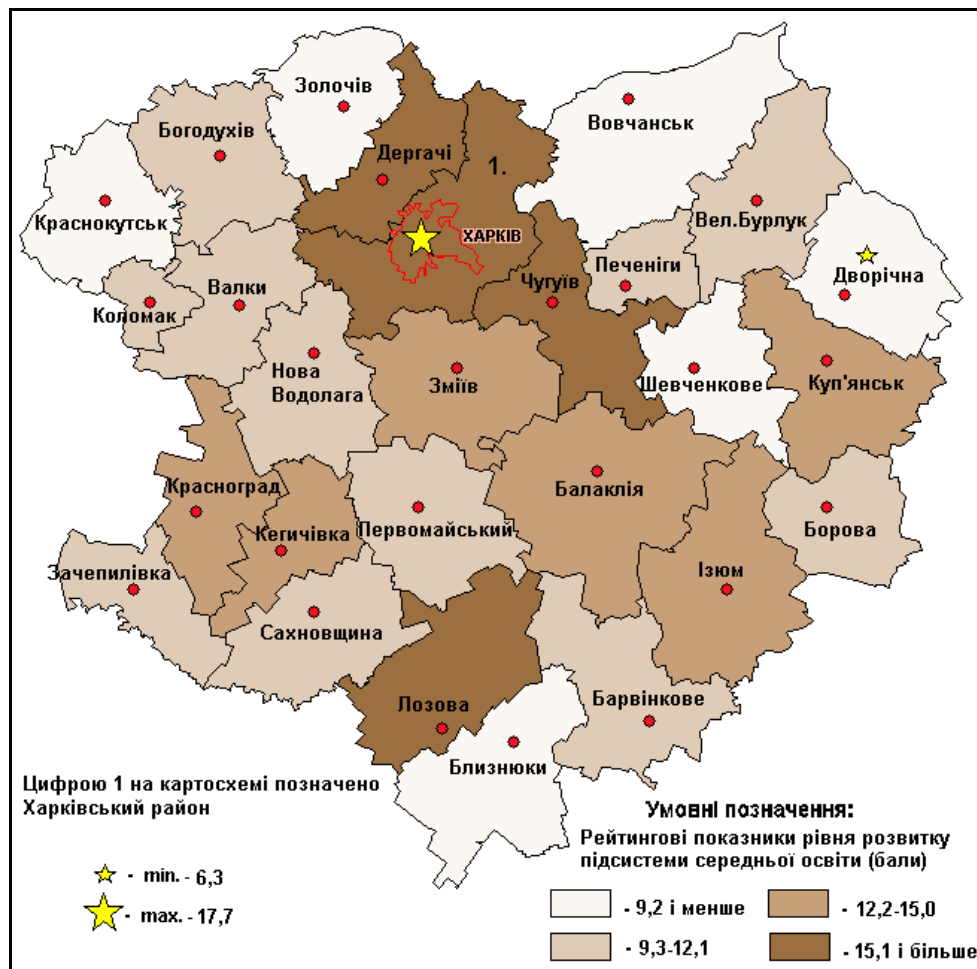 Золочів
Вовчанськ
Богодухів
Дергачі
1.
Краснокутськ
Вел.Бурлук
ХАРКІВ
Печеніги
Дворічна
Чугуїв
Валки
Коломак
Нова
Водолага
Зміїв
Шевченкове
Куп'янськ
Красноград
Балаклія
Кегичівка
Первомайський
Борова
Зачепилівка
Ізюм
Сахновщина
Лозова
Барвінкове
Близнюки
Цифрою 1 на картосхемі позначено
Харківський район
- min. - 6,3
- max. -17,7
Умовні позначення:
Рейтингові показники рівня розвитку
підсистеми середньої освіти (бали)
- 9,2 і менше
- 12,2-15,0
- 9,3-12,1
- 15,1 і більше